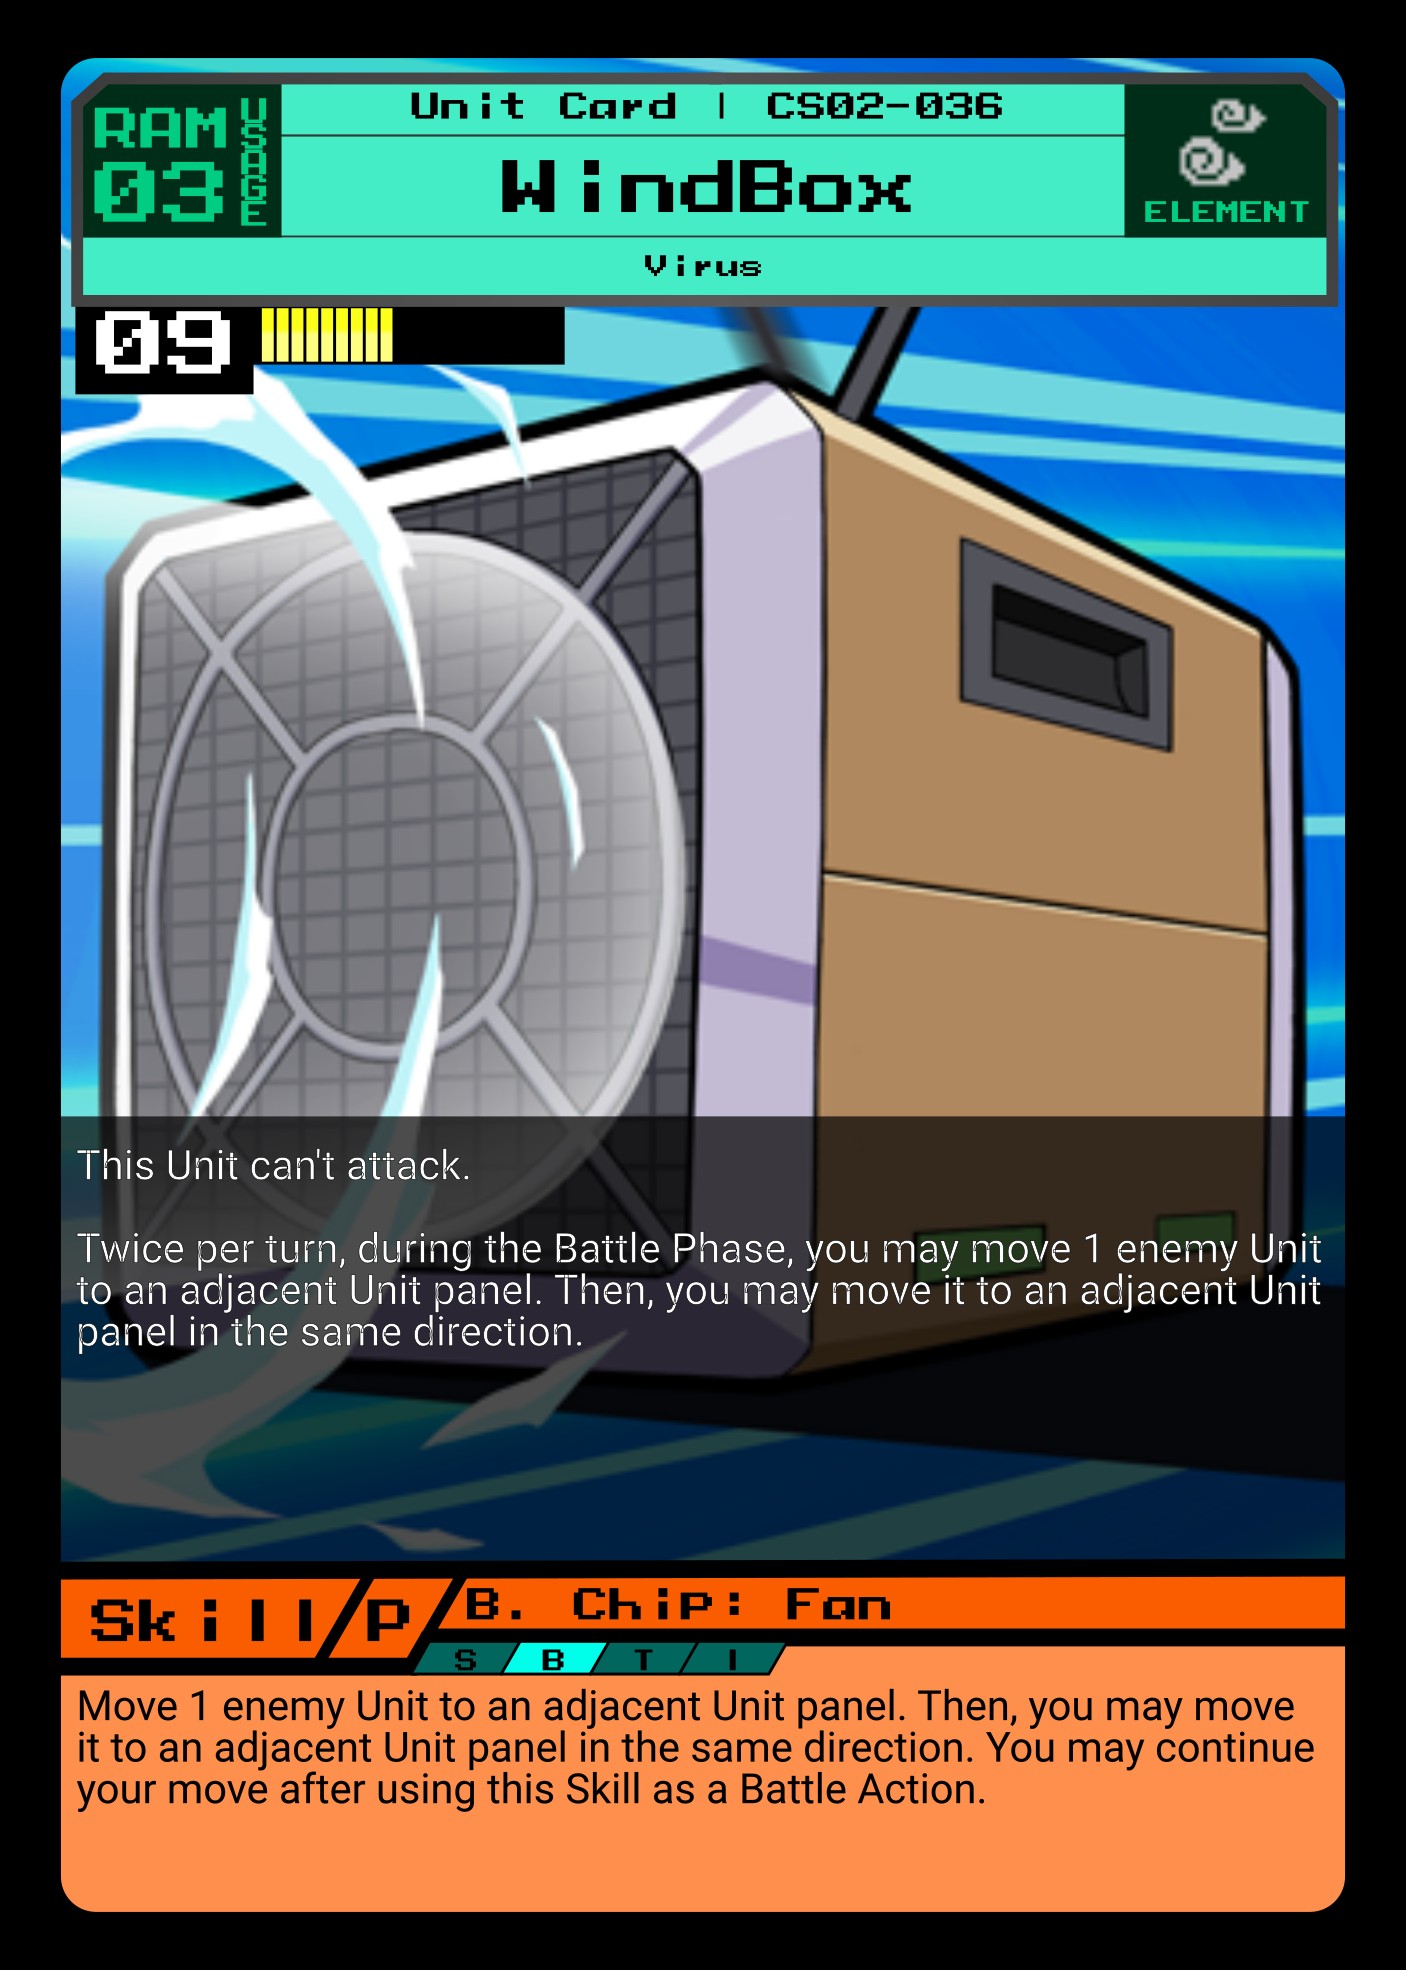 Unit Card | CS02-036
RAM
03
USAGE
WindBox
ELEMENT
Virus
09
This Unit can't attack.
Twice per turn, during the Battle Phase, you may move 1 enemy Unit
to an adjacent Unit panel. Then, you may move it to an adjacent Unit
panel in the same direction.
Skill/P/B. Chip: Fan
S B T I
Move 1 enemy Unit to an adjacent Unit panel. Then, you may move
it to an adjacent Unit panel in the same direction. You may continue
your move after using this Skill as a Battle Action.